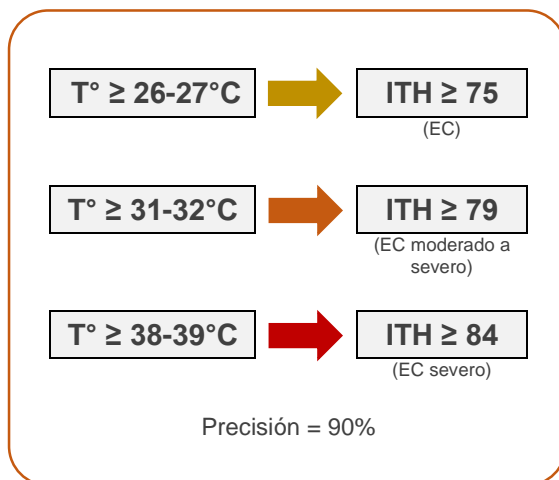 T° ≥ 26-27°C
ITH ≥ 75
(EC)
T° ≥ 31-32°C
ITH ≥ 79
(EC moderado a
severo)
T° ≥ 38-39°C
ITH ≥ 84
(EC severo)
Precisión = 90%